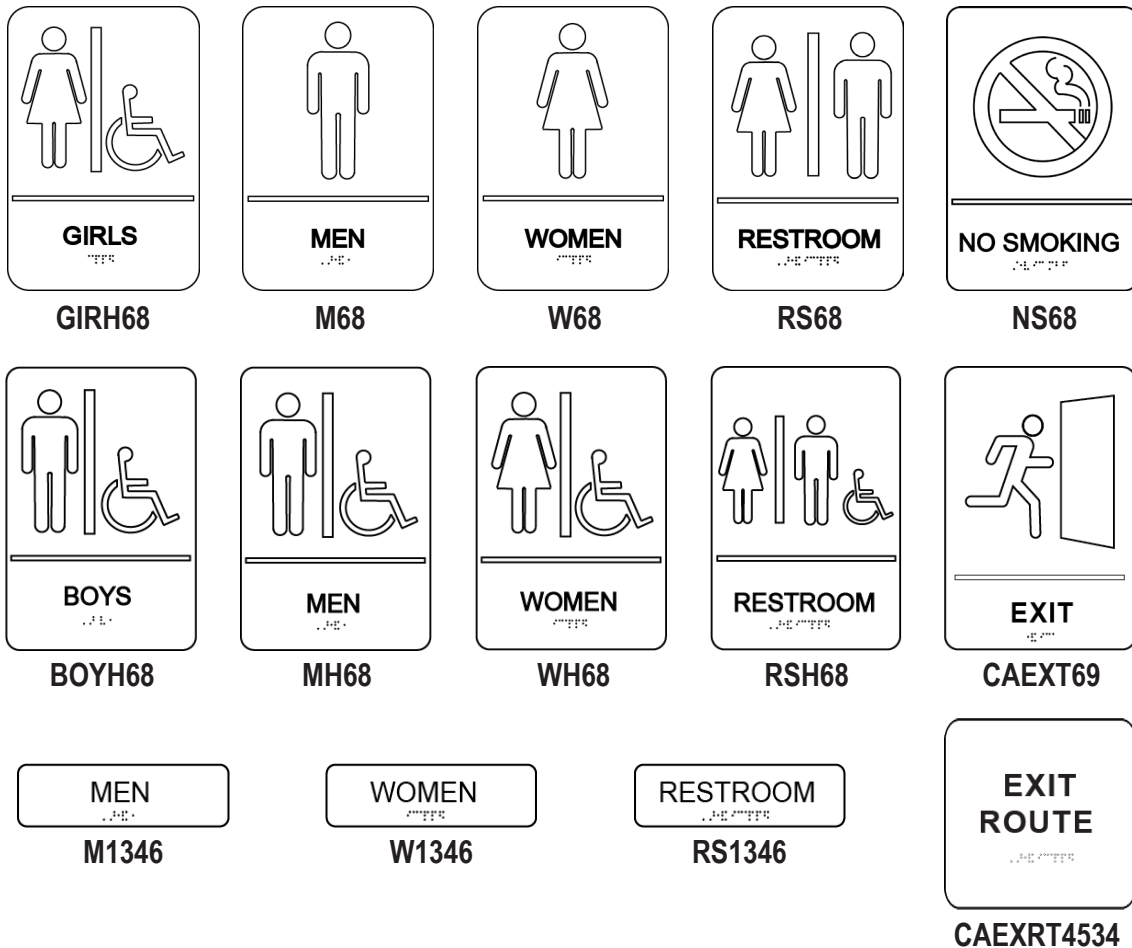 GIRLS
MEN
WOMEN
RESTROOM
NO SMOKING
GIRH68
M68
W68
RS68
NS68
BOYS
MEN
WOMEN
RESTROOM
EXIT
BOYH68
MH68
WH68
RSH68
CAEXT69
MEN
WOMEN
RESTROOM
EXIT
ROUTE
M1346
W1346
RS1346
CAEXRT4534